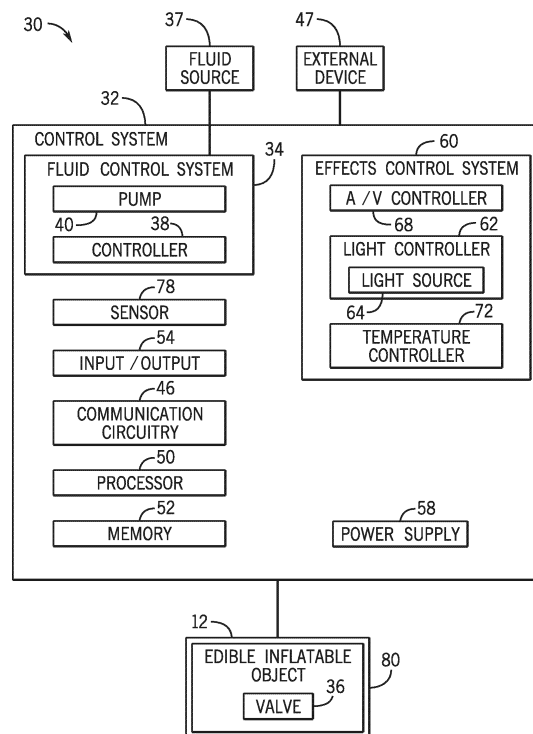 30
37
FLUID
SOURCE
47
EXTERNAL
DEVICE
32
CONTROL SYSTEM
34
FLUID CONTROL SYSTEM
PUMP
40
38
CONTROLLER
78
SENSOR
54
INPUT / OUTPUT
46
COMMUNICATION
CIRCUITRY
50
PROCESSOR
52
MEMORY
60
EFFECTS CONTROL SYSTEM
A / V CONTROLLER
68
62
LIGHT CONTROLLER
LIGHT SOURCE
64
72
TEMPERATURE
CONTROLLER
58
POWER SUPPLY
12
EDIBLE INFLATABLE
OBJECT
36
VALVE
80